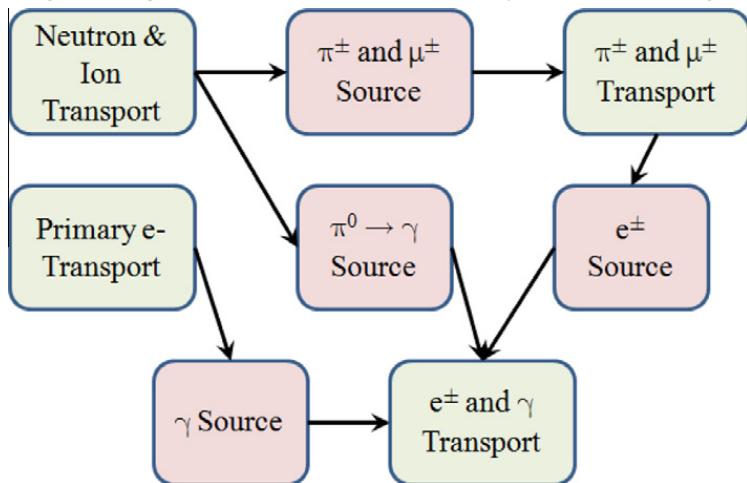 Neutron &
Ion
Transport
π± and μ±
Source
π± and μ±
Transport
Primary e-
Transport
π⁰ → γ
Source
e±
Source
γ Source
e± and γ
Transport